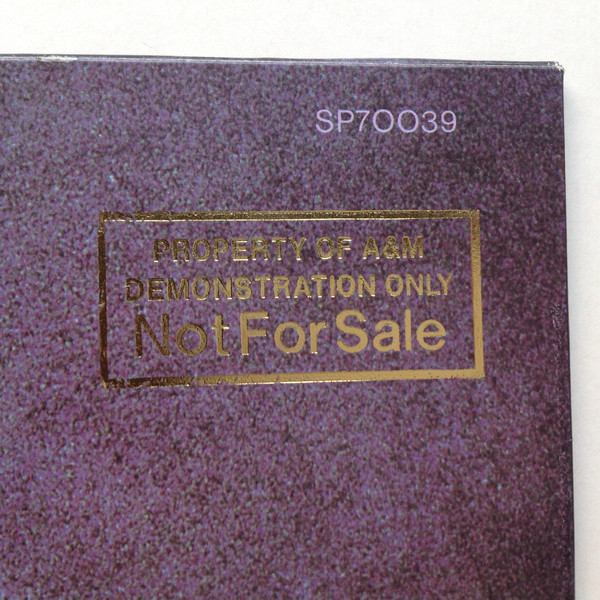 SP70039
PROPERTY OF A&M
DEMONSTRATION ONLY
Not For Sale